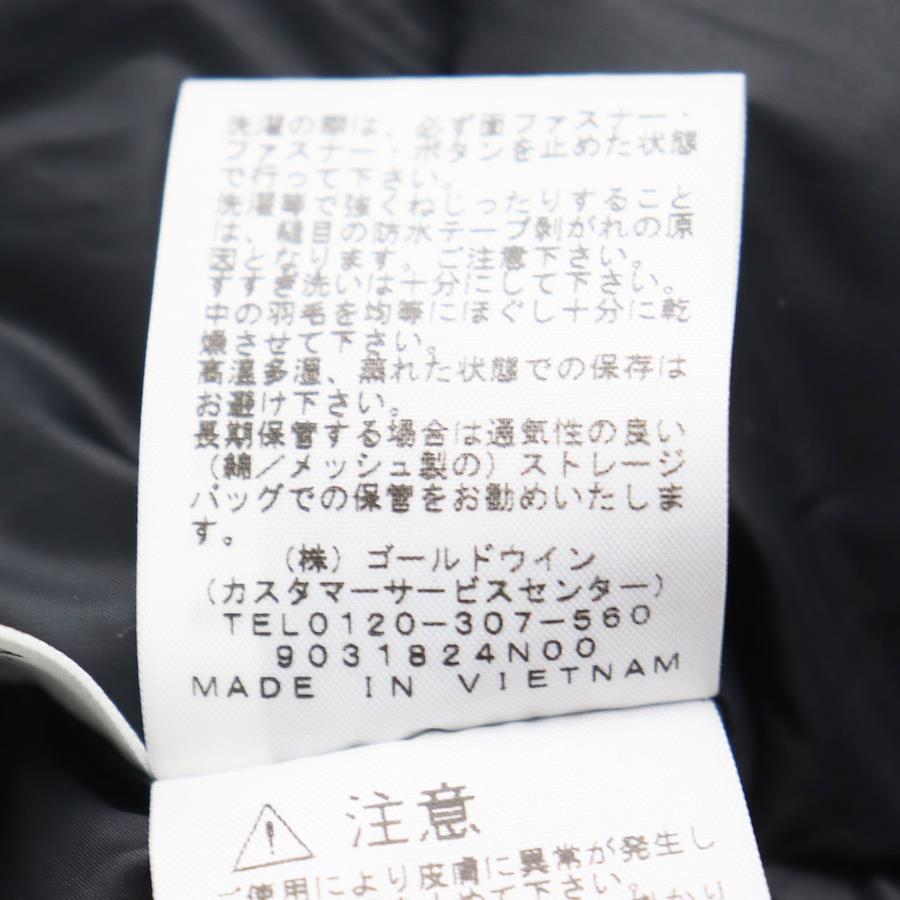 洗濯の際は、必ず面ファスナー・
ファスナー・ボタンを止めた状態
で行って下さい。
洗濯等で強くねじったりすること
は、縫目の防水テープ剥がれの原
因となります。ご注意下さい。
すすぎ洗いは十分にして下さい。
中の羽毛を均等にほぐし十分に乾
燥させて下さい。
高温多湿、蒸れた状態での保存は
お避け下さい。
長期保管する場合は通気性の良い
(綿/メッシュ製の)ストレージ
バッグでの保管をお勧めいたしま
す。
(株)ゴールドウイン
(カスタマーサービスセンター)
TEL0120-307-560
9031824N00
MADE IN VIETNAM
注意
ご使用により皮膚に異常が発生し
止めて下さい。